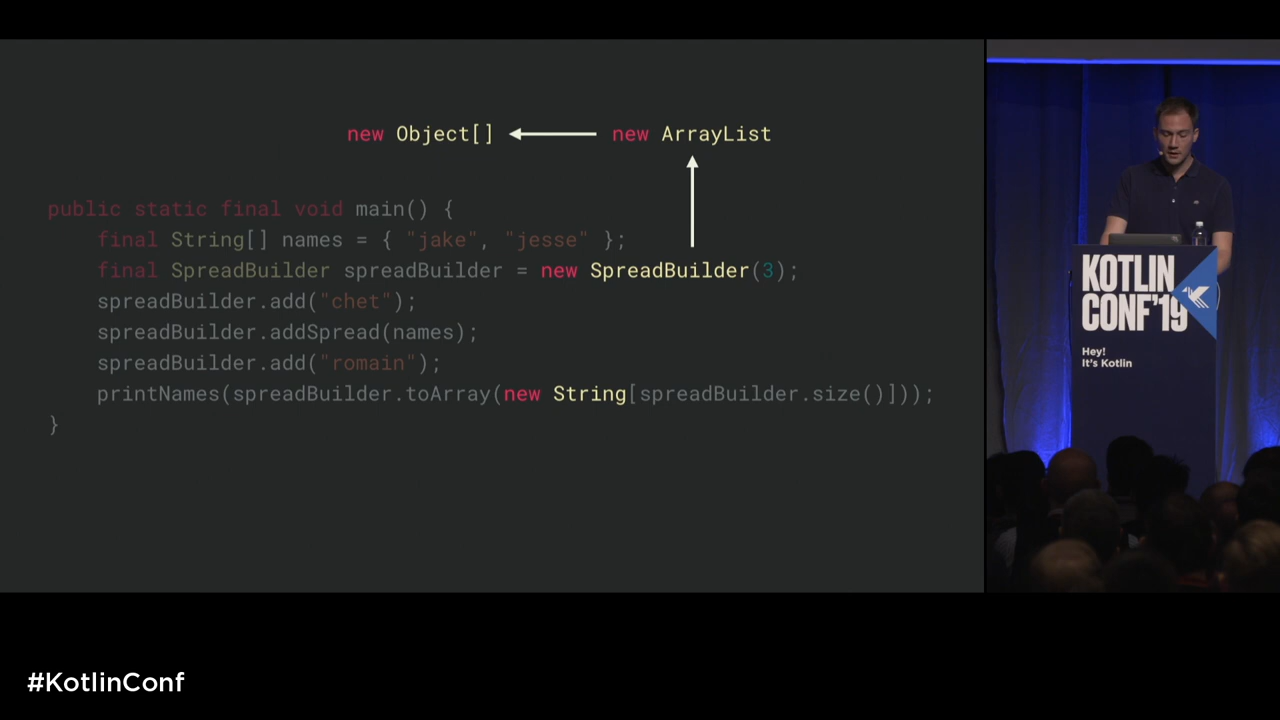 new Object[] new ArrayList
public static final void main() {
final String[] names = { "jake", "jesse" };
final SpreadBuilder spreadBuilder = new SpreadBuilder(3);
spreadBuilder.add("chet");
spreadBuilder.addSpread(names);
spreadBuilder.add("romain");
printNames(spreadBuilder.toArray(new String[spreadBuilder.size()]));
}
KOTLIN
CONF'19
Hey!
It's Kotlin
#KotlinConf